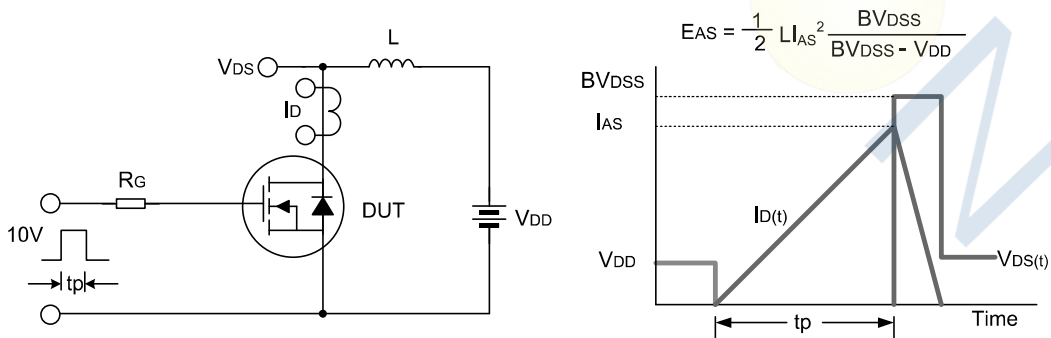 L
VDS
ID
RG
DUT
VDD
10V
tp
EAS = 1/2 LIAS² BVDSS / BVDSS - VDD
BVDSS
IAS
ID(t)
VDD
VDS(t)
tp
Time